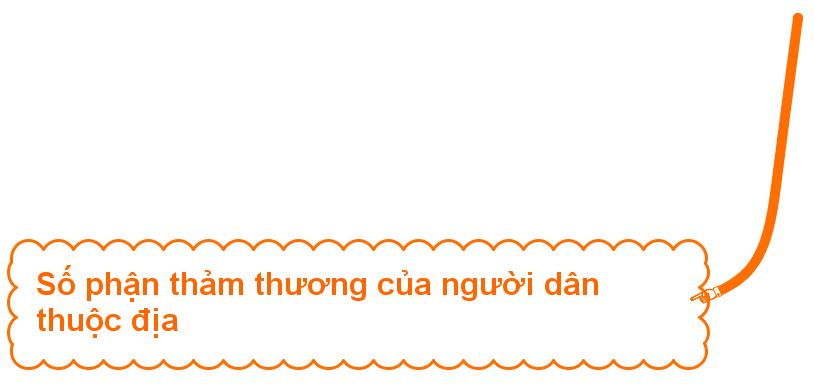 Số phận thảm thương của người dân
thuộc địa